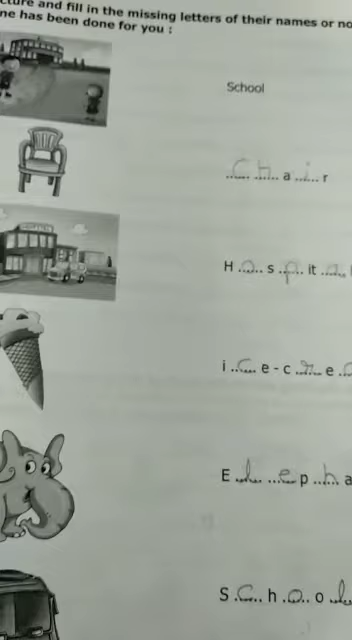 cture and fill in the missing letters of their names or no
ne has been done for you :
School
C h a i r
H o s p it a l
i c e - c r e a
E l e p h a
S c h o o l